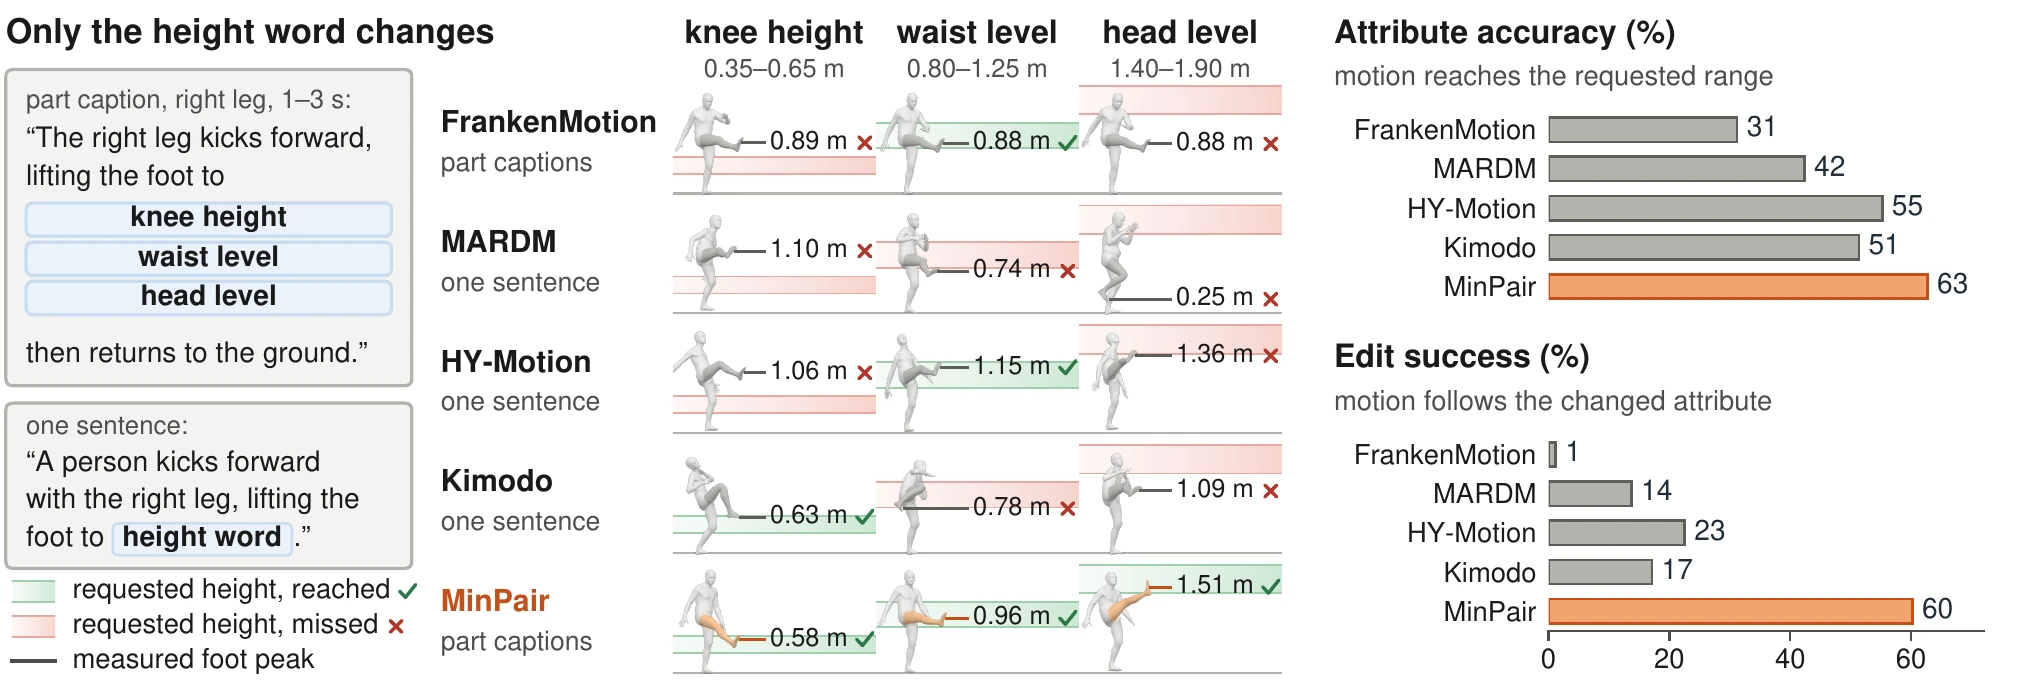 Only the height word changes
part caption, right leg, 1–3 s:
“The right leg kicks forward,
lifting the foot to
knee height
waist level
head level
then returns to the ground.”
one sentence:
“A person kicks forward
with the right leg, lifting the
foot to height word .”
requested height, reached ✓
requested height, missed ✗
measured foot peak
knee height waist level head level
0.35–0.65 m 0.80–1.25 m 1.40–1.90 m
FrankenMotion
part captions
0.89 m ✗ 0.88 m ✓ 0.88 m ✗
MARDM
one sentence
1.10 m ✗ 0.74 m ✗ 0.25 m ✗
HY-Motion
one sentence
1.06 m ✗ 1.15 m ✓ 1.36 m ✗
Kimodo
one sentence
0.63 m ✓ 0.78 m ✗ 1.09 m ✗
MinPair
part captions
0.58 m ✓ 0.96 m ✓ 1.51 m ✓
Attribute accuracy (%)
motion reaches the requested range
FrankenMotion 31
MARDM 42
HY-Motion 55
Kimodo 51
MinPair 63
Edit success (%)
motion follows the changed attribute
FrankenMotion 1
MARDM 14
HY-Motion 23
Kimodo 17
MinPair 60
0 20 40 60